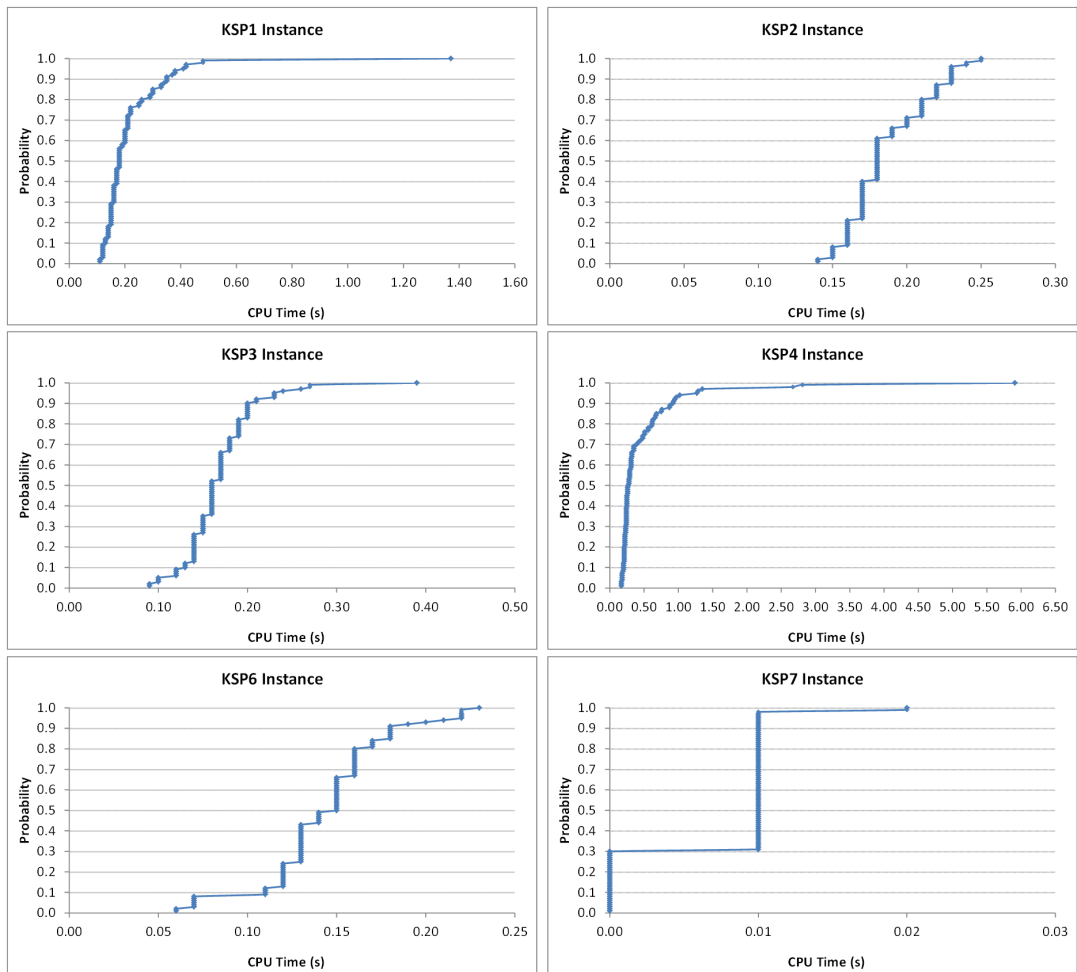 KSP1 Instance
Probability
1.0
0.9
0.8
0.7
0.6
0.5
0.4
0.3
0.2
0.1
0.0
0.00 0.20 0.40 0.60 0.80 1.00 1.20 1.40 1.60
CPU Time (s)
KSP2 Instance
Probability
1.0
0.9
0.8
0.7
0.6
0.5
0.4
0.3
0.2
0.1
0.0
0.00 0.05 0.10 0.15 0.20 0.25 0.30
CPU Time (s)
KSP3 Instance
Probability
1.0
0.9
0.8
0.7
0.6
0.5
0.4
0.3
0.2
0.1
0.0
0.00 0.10 0.20 0.30 0.40 0.50
CPU Time (s)
KSP4 Instance
Probability
1.0
0.9
0.8
0.7
0.6
0.5
0.4
0.3
0.2
0.1
0.0
0.00 0.50 1.00 1.50 2.00 2.50 3.00 3.50 4.00 4.50 5.00 5.50 6.00 6.50
CPU Time (s)
KSP6 Instance
Probability
1.0
0.9
0.8
0.7
0.6
0.5
0.4
0.3
0.2
0.1
0.0
0.00 0.05 0.10 0.15 0.20 0.25
CPU Time (s)
KSP7 Instance
Probability
1.0
0.9
0.8
0.7
0.6
0.5
0.4
0.3
0.2
0.1
0.0
0.00 0.01 0.02 0.03
CPU Time (s)